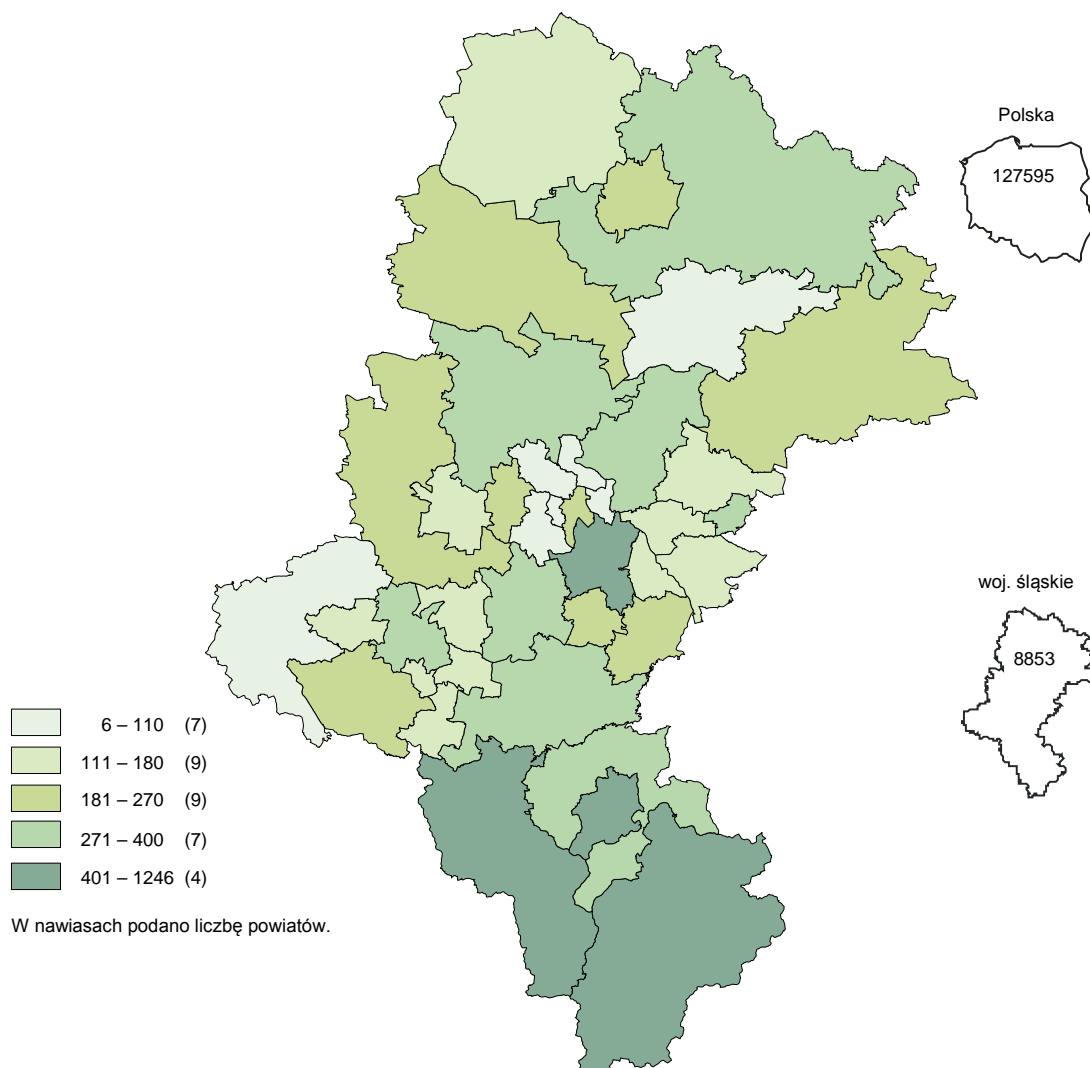 Polska
127595
woj. śląskie
8853
6 – 110 (7)
111 – 180 (9)
181 – 270 (9)
271 – 400 (7)
401 – 1246 (4)
W nawiasach podano liczbę powiatów.